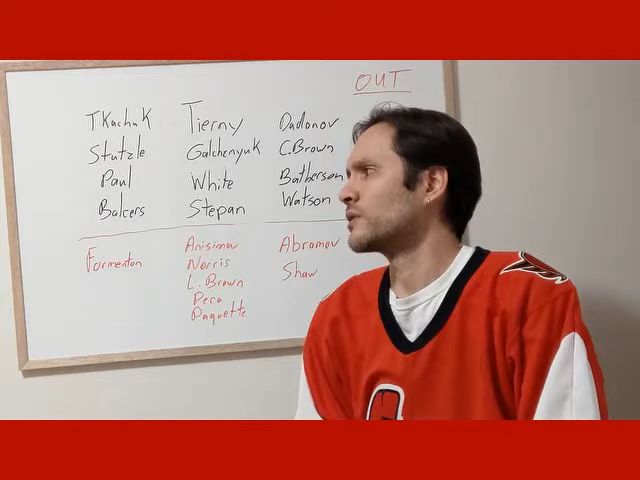 OUT
Tkachuk Tierny Dadonov
Stutzle Galchenyuk C.Brown
Paul White Batherson
Balcers Stepan Watson
Formenton Anisimov Abramov
Norris Shaw
L. Brown
Pera
Paquette